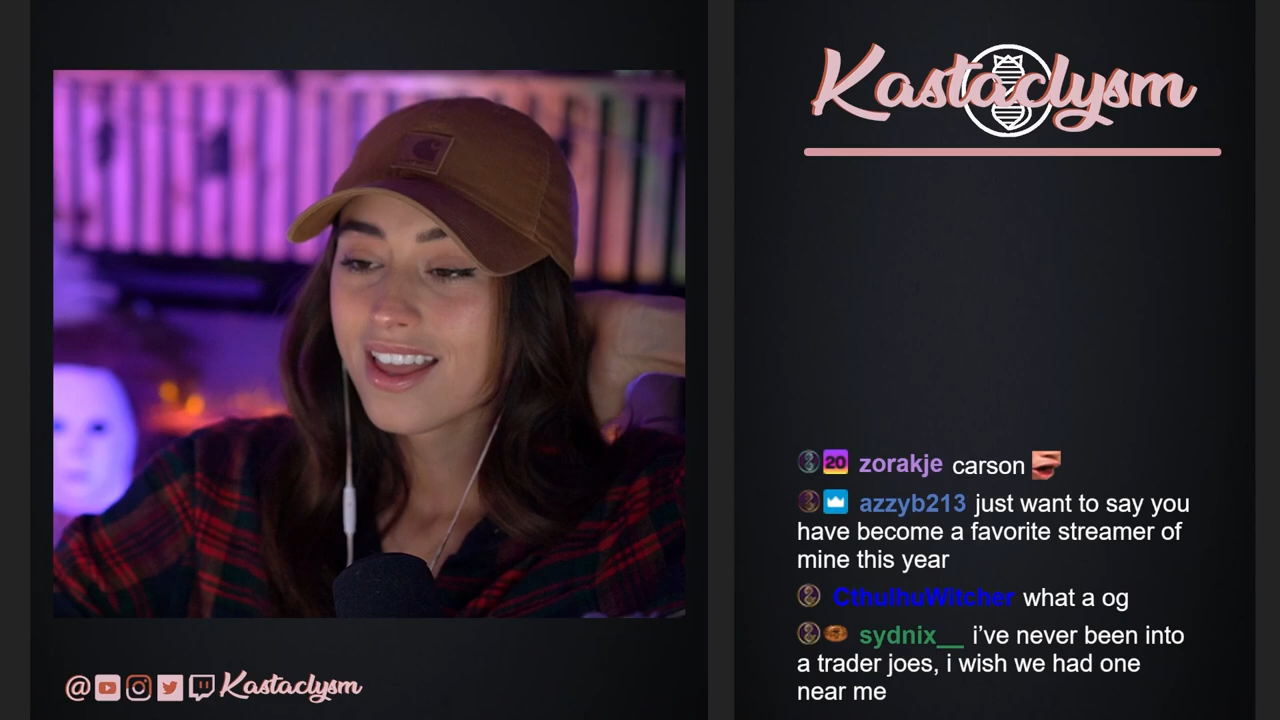 Kastaclysm
20 zorakje carson
azzyb213 just want to say you
have become a favorite streamer of
mine this year
CthulhuWitcher what a og
sydnix__ i've never been into
a trader joes, i wish we had one
near me
@ Kastaclysm